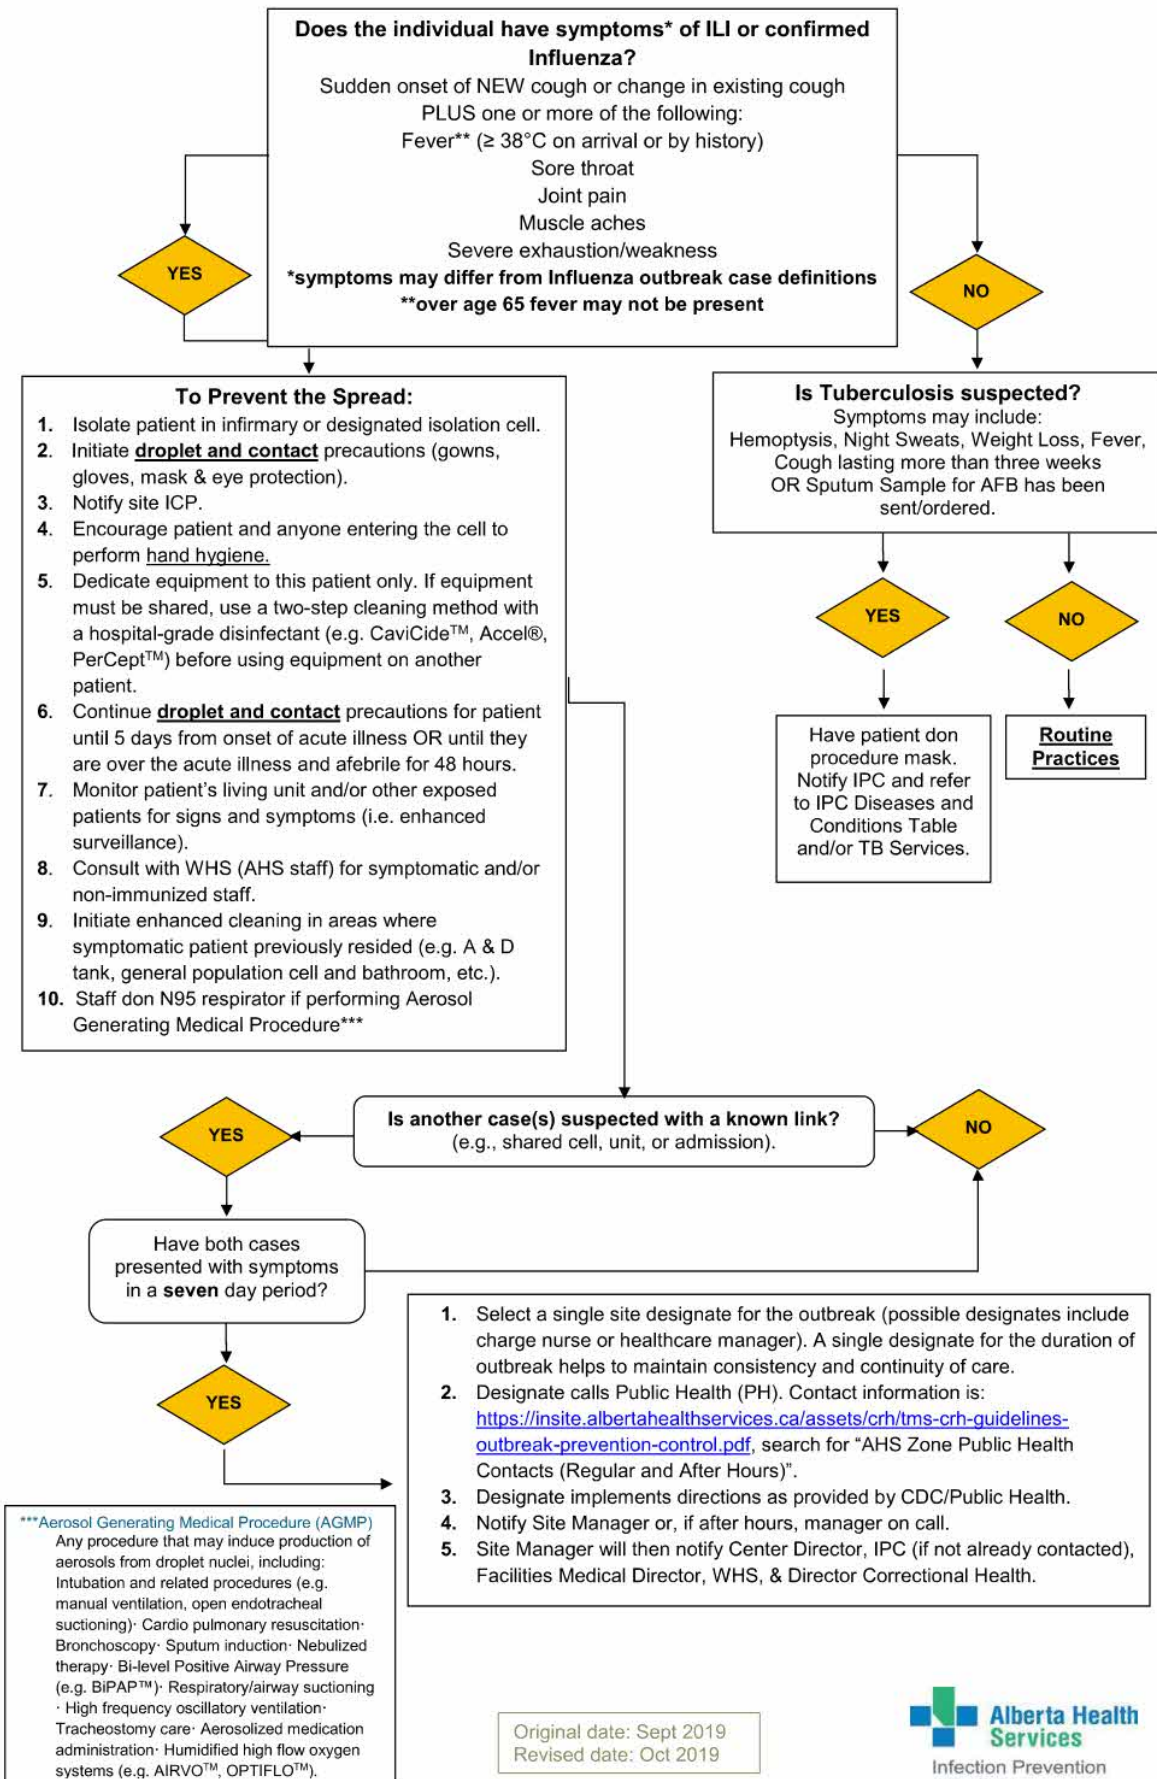 Does the individual have symptoms* of ILI or confirmed
Influenza?
Sudden onset of NEW cough or change in existing cough
PLUS one or more of the following:
Fever** (≥ 38°C on arrival or by history)
Sore throat
Joint pain
Muscle aches
Severe exhaustion/weakness
*symptoms may differ from Influenza outbreak case definitions
**over age 65 fever may not be present
YES
NO
To Prevent the Spread:
1. Isolate patient in infirmary or designated isolation cell.
2. Initiate droplet and contact precautions (gowns,
gloves, mask & eye protection).
3. Notify site ICP.
4. Encourage patient and anyone entering the cell to
perform hand hygiene.
5. Dedicate equipment to this patient only. If equipment
must be shared, use a two-step cleaning method with
a hospital-grade disinfectant (e.g. CaviCide™, Accel®,
PerCept™) before using equipment on another
patient.
6. Continue droplet and contact precautions for patient
until 5 days from onset of acute illness OR until they
are over the acute illness and afebrile for 48 hours.
7. Monitor patient's living unit and/or other exposed
patients for signs and symptoms (i.e. enhanced
surveillance).
8. Consult with WHS (AHS staff) for symptomatic and/or
non-immunized staff.
9. Initiate enhanced cleaning in areas where
symptomatic patient previously resided (e.g. A & D
tank, general population cell and bathroom, etc.).
10. Staff don N95 respirator if performing Aerosol
Generating Medical Procedure***
Is Tuberculosis suspected?
Symptoms may include:
Hemoptysis, Night Sweats, Weight Loss, Fever,
Cough lasting more than three weeks
OR Sputum Sample for AFB has been
sent/ordered.
YES
NO
Have patient don
procedure mask.
Notify IPC and refer
to IPC Diseases and
Conditions Table
and/or TB Services.
Routine
Practices
Is another case(s) suspected with a known link?
(e.g., shared cell, unit, or admission).
YES
NO
Have both cases
presented with symptoms
in a seven day period?
YES
1. Select a single site designate for the outbreak (possible designates include
charge nurse or healthcare manager). A single designate for the duration of
outbreak helps to maintain consistency and continuity of care.
2. Designate calls Public Health (PH). Contact information is:
https://insite.albertahealthservices.ca/assets/crh/tms-crh-guidelines-
outbreak-prevention-control.pdf, search for "AHS Zone Public Health
Contacts (Regular and After Hours)".
3. Designate implements directions as provided by CDC/Public Health.
4. Notify Site Manager or, if after hours, manager on call.
5. Site Manager will then notify Center Director, IPC (if not already contacted),
Facilities Medical Director, WHS, & Director Correctional Health.
***Aerosol Generating Medical Procedure (AGMP)
Any procedure that may induce production of
aerosols from droplet nuclei, including:
Intubation and related procedures (e.g.
manual ventilation, open endotracheal
suctioning)· Cardio pulmonary resuscitation·
Bronchoscopy· Sputum induction· Nebulized
therapy· Bi-level Positive Airway Pressure
(e.g. BiPAP™)· Respiratory/airway suctioning
· High frequency oscillatory ventilation·
Tracheostomy care· Aerosolized medication
administration· Humidified high flow oxygen
systems (e.g. AIRVO™, OPTIFLO™).
Original date: Sept 2019
Revised date: Oct 2019
Alberta Health
Services
Infection Prevention